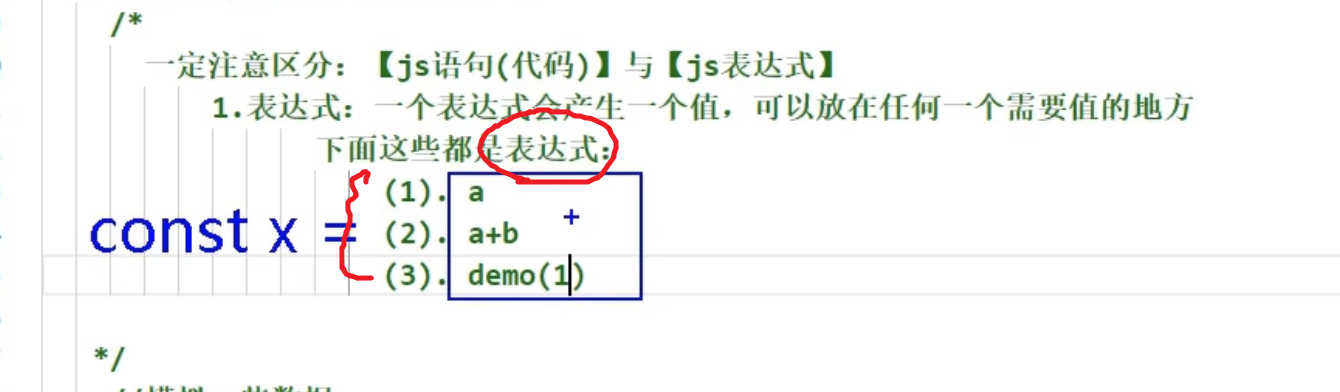 /*
一定注意区分：【js语句(代码)】与【js表达式】
1.表达式：一个表达式会产生一个值，可以放在任何一个需要值的地方
下面这些都是表达式：
(1). a
const x = (2). a+b
(3). demo(1)
*/